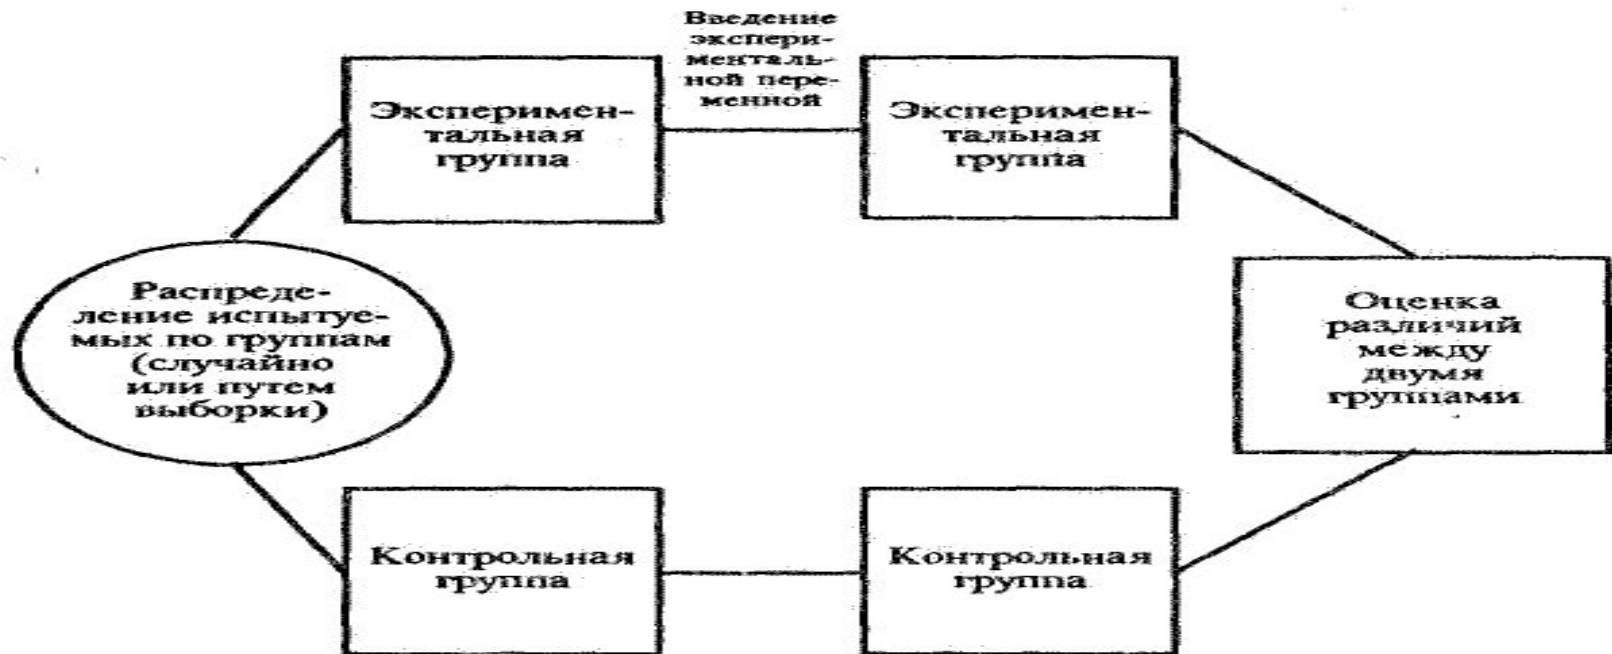 Введение
экспери-
менталь-
ной пере-
менной
Эксперимен-
тальная
группа
Эксперимен-
тальная
группа
Распреде-
ление испытуе-
мых по группам
(случайно
или путем
выборки)
Оценка
различий
между
двумя
группами
Контрольная
группа
Контрольная
группа